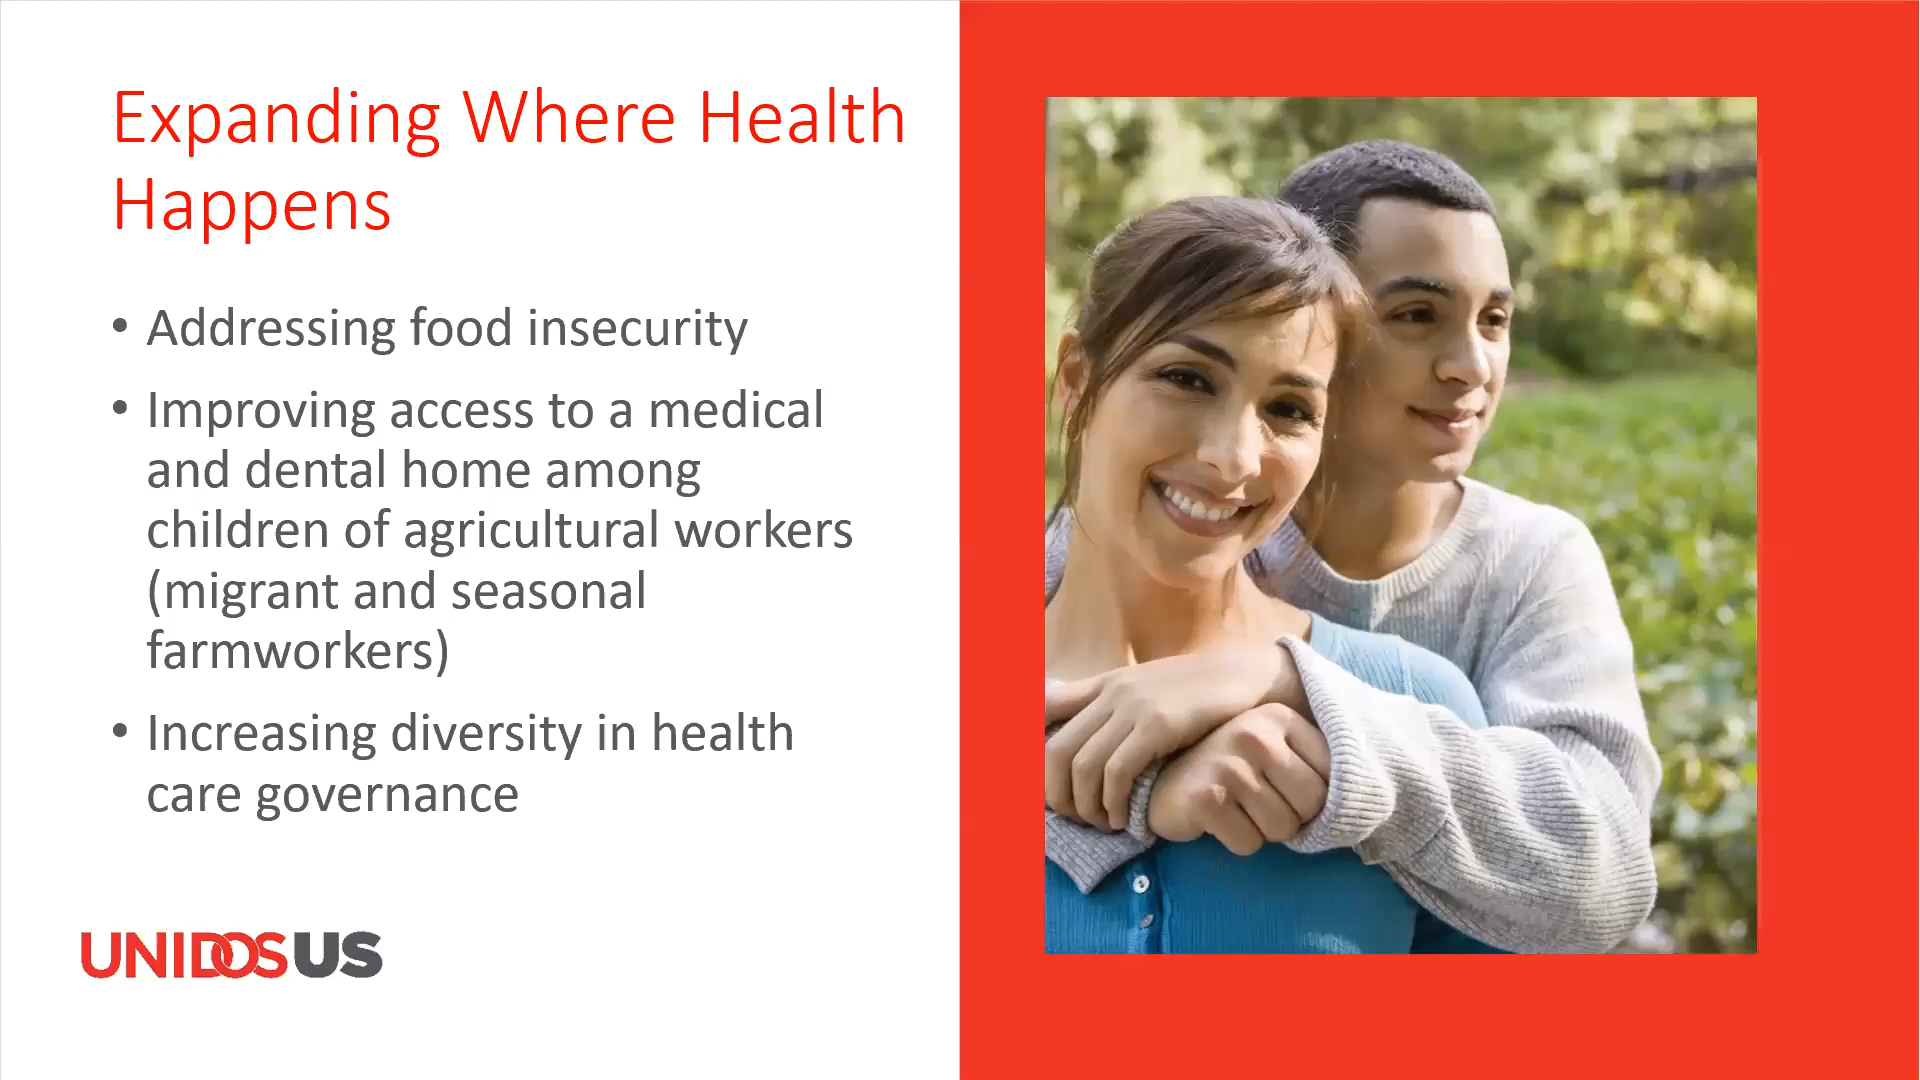 Expanding Where Health
Happens
• Addressing food insecurity
• Improving access to a medical
and dental home among
children of agricultural workers
(migrant and seasonal
farmworkers)
• Increasing diversity in health
care governance
UNIDOSUS